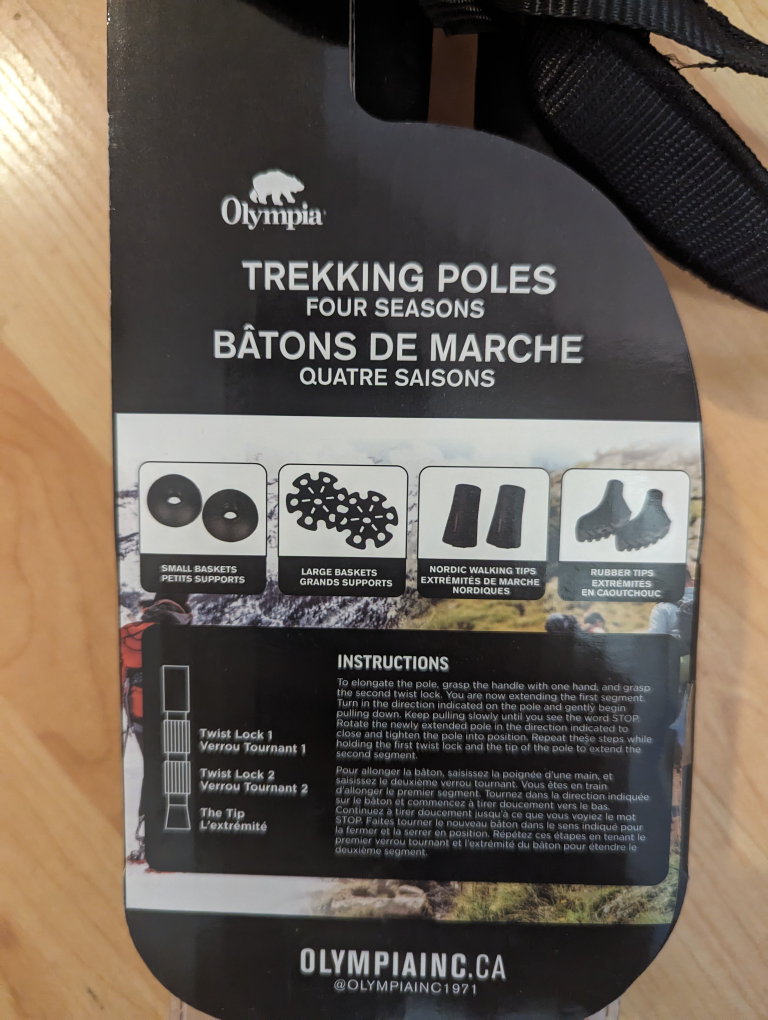 Olympia
TREKKING POLES
FOUR SEASONS
BÂTONS DE MARCHE
QUATRE SAISONS
SMALL BASKETS
PETITS SUPPORTS
LARGE BASKETS
GRANDS SUPPORTS
NORDIC WALKING TIPS
EXTRÉMITÉS DE MARCHE
NORDIQUES
RUBBER TIPS
EXTRÉMITÉS
EN CAOUTCHOUC
Twist Lock 1
Verrou Tournant 1
Twist Lock 2
Verrou Tournant 2
The Tip
L'extrémité
INSTRUCTIONS
To elongate the pole, grasp the handle with one hand, and grasp
the second twist lock. You are now extending the first segment.
Turn in the direction indicated on the pole and gently begin
pulling down. Keep pulling slowly until you see the word STOP.
Rotate the newly extended pole in the direction indicated to
close and tighten the pole into position. Repeat these steps while
holding the first twist lock and the tip of the pole to extend the
second segment.
Pour allonger la bâton, saisissez la poignée d'une main, et
saisissez le deuxième verrou tournant. Vous êtes en train
d'allonger le premier segment. Tournez dans la direction indiquée
sur le bâton et commencez à tirer doucement vers le bas.
Continuez à tirer doucement jusqu'à ce que vous voyiez le mot
STOP. Faites tourner le nouveau bâton dans le sens indiqué pour
la fermer et la serrer en position. Répétez ces étapes en tenant le
premier verrou tournant et l'extrémité du bâton pour étendre le
deuxième segment.
OLYMPIAINC.CA
@OLYMPIAINC1971